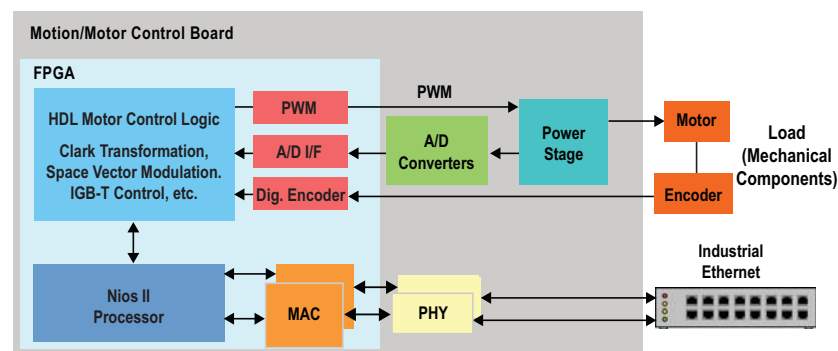 Motion/Motor Control Board
FPGA
HDL Motor Control Logic
Clark Transformation,
Space Vector Modulation.
IGB-T Control, etc.
PWM
A/D I/F
Dig. Encoder
PWM
A/D
Converters
Power
Stage
Motor
Encoder
Load
(Mechanical
Components)
Nios II
Processor
MAC
PHY
Industrial
Ethernet